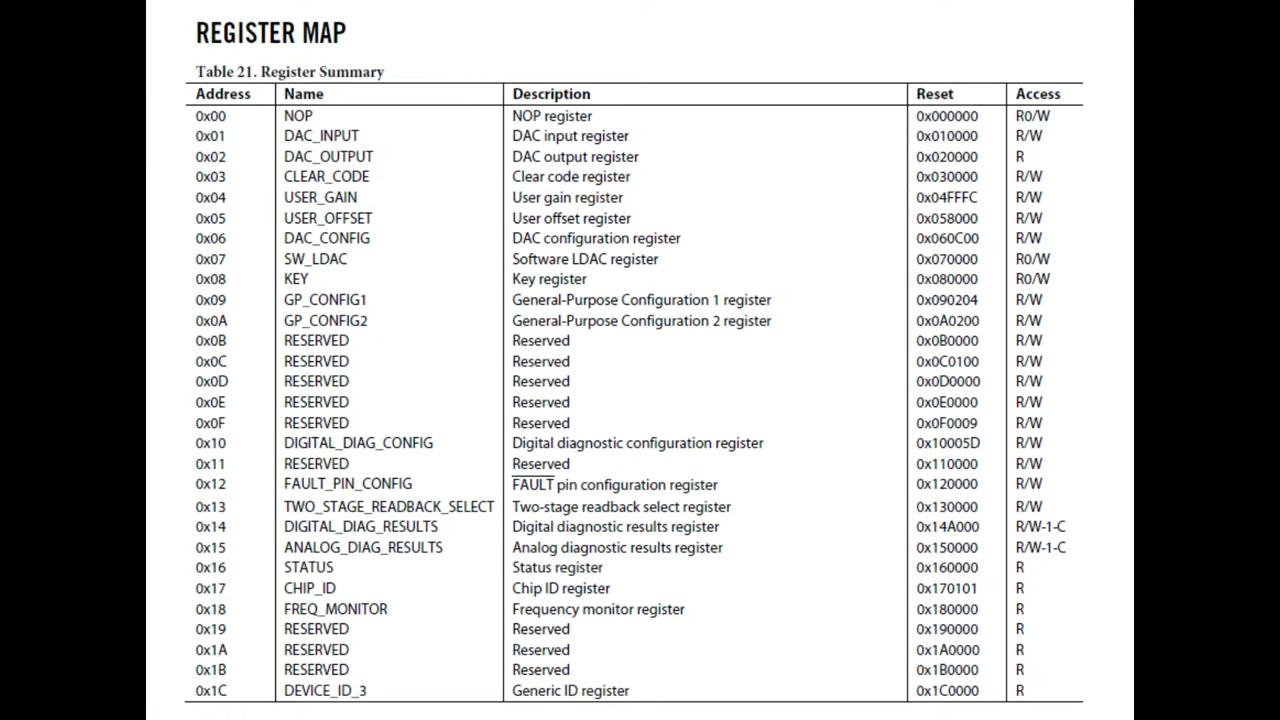 REGISTER MAP
Table 21. Register Summary
Address Name Description Reset Access
0x00 NOP NOP register 0x000000 R0/W
0x01 DAC_INPUT DAC input register 0x010000 R/W
0x02 DAC_OUTPUT DAC output register 0x020000 R
0x03 CLEAR_CODE Clear code register 0x030000 R/W
0x04 USER_GAIN User gain register 0x04FFFC R/W
0x05 USER_OFFSET User offset register 0x058000 R/W
0x06 DAC_CONFIG DAC configuration register 0x060C00 R/W
0x07 SW_LDAC Software LDAC register 0x070000 R0/W
0x08 KEY Key register 0x080000 R0/W
0x09 GP_CONFIG1 General-Purpose Configuration 1 register 0x090204 R/W
0x0A GP_CONFIG2 General-Purpose Configuration 2 register 0x0A0200 R/W
0x0B RESERVED Reserved 0x0B0000 R/W
0x0C RESERVED Reserved 0x0C0100 R/W
0x0D RESERVED Reserved 0x0D0000 R/W
0x0E RESERVED Reserved 0x0E0000 R/W
0x0F RESERVED Reserved 0x0F0009 R/W
0x10 DIGITAL_DIAG_CONFIG Digital diagnostic configuration register 0x10005D R/W
0x11 RESERVED Reserved 0x110000 R/W
0x12 FAULT_PIN_CONFIG FAULT pin configuration register 0x120000 R/W
0x13 TWO_STAGE_READBACK_SELECT Two-stage readback select register 0x130000 R/W
0x14 DIGITAL_DIAG_RESULTS Digital diagnostic results register 0x14A000 R/W-1-C
0x15 ANALOG_DIAG_RESULTS Analog diagnostic results register 0x150000 R/W-1-C
0x16 STATUS Status register 0x160000 R
0x17 CHIP_ID Chip ID register 0x170101 R
0x18 FREQ_MONITOR Frequency monitor register 0x180000 R
0x19 RESERVED Reserved 0x190000 R
0x1A RESERVED Reserved 0x1A0000 R
0x1B RESERVED Reserved 0x1B0000 R
0x1C DEVICE_ID_3 Generic ID register 0x1C0000 R